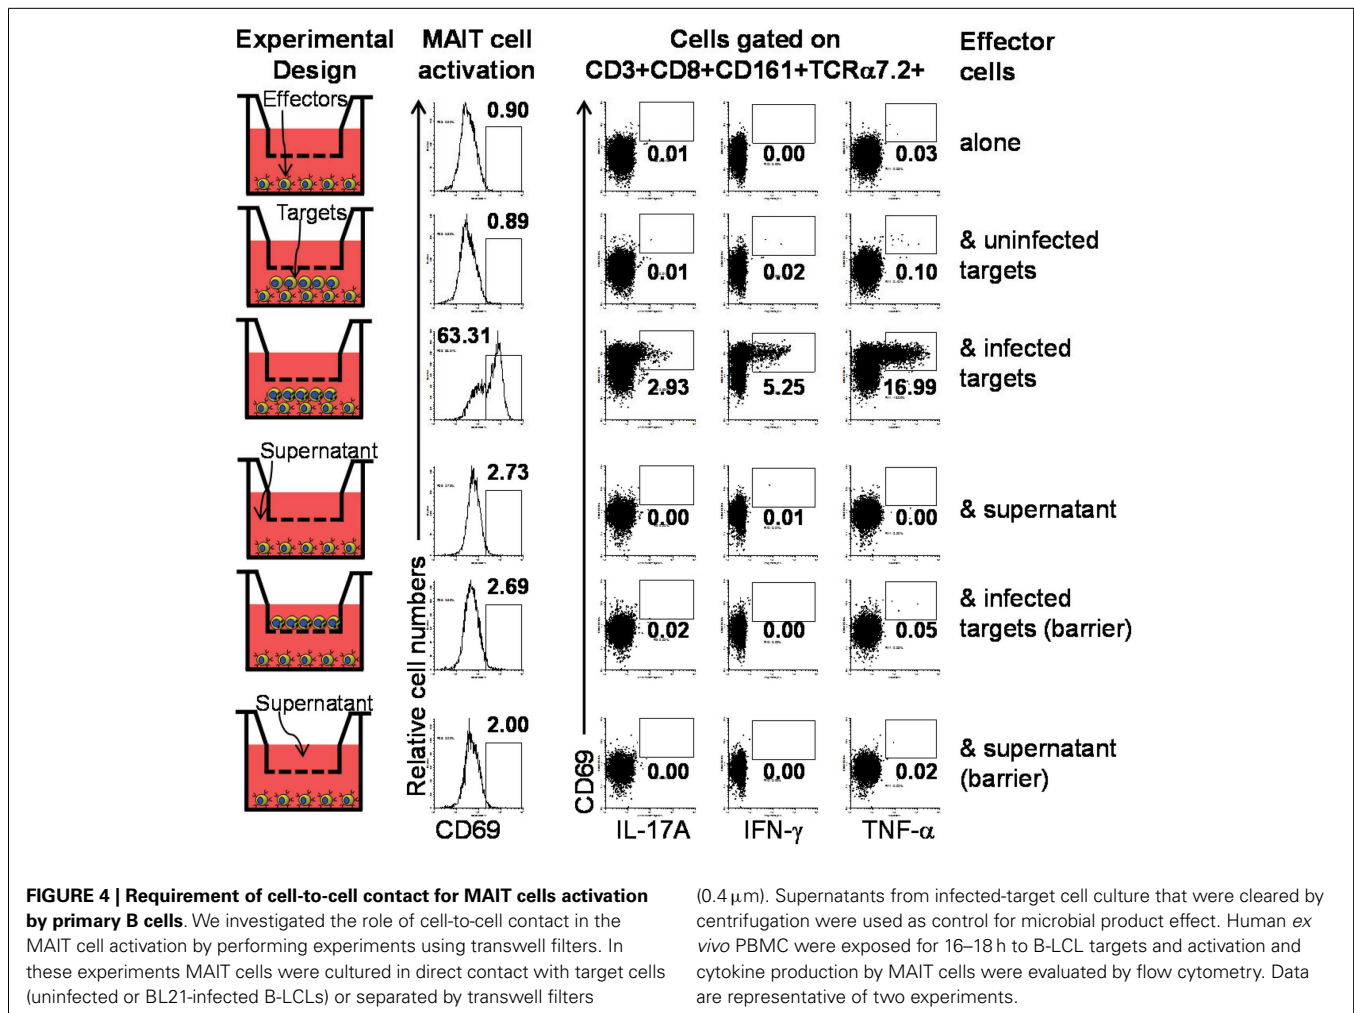 Experimental Design
MAIT cell activation
Cells gated on
CD3+CD8+CD161+TCRα7.2+
Effector cells
Effectors
0.90
0.01
0.00
0.03
alone
Targets
0.89
0.01
0.02
0.10
& uninfected targets
63.31
2.93
5.25
16.99
& infected targets
Supernatant
2.73
0.00
0.01
0.00
& supernatant
2.69
0.02
0.00
0.05
& infected targets (barrier)
Supernatant
2.00
0.00
0.00
0.02
& supernatant (barrier)
Relative cell numbers
CD69
CD69
IL-17A
IFN-γ
TNF-α
FIGURE 4 | Requirement of cell-to-cell contact for MAIT cells activation
by primary B cells. We investigated the role of cell-to-cell contact in the
MAIT cell activation by performing experiments using transwell filters. In
these experiments MAIT cells were cultured in direct contact with target cells
(uninfected or BL21-infected B-LCLs) or separated by transwell filters
(0.4 μm). Supernatants from infected-target cell culture that were cleared by
centrifugation were used as control for microbial product effect. Human ex
vivo PBMC were exposed for 16–18 h to B-LCL targets and activation and
cytokine production by MAIT cells were evaluated by flow cytometry. Data
are representative of two experiments.